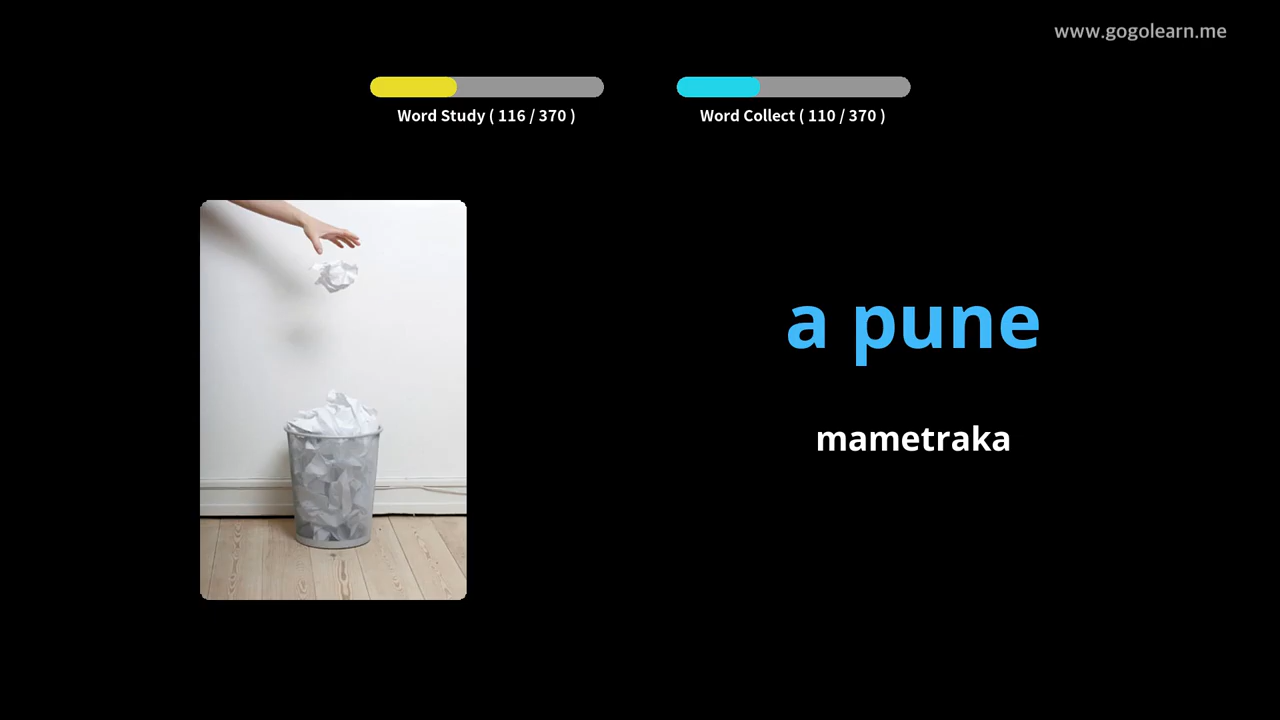 www.gogolearn.me
Word Study ( 116 / 370 )
Word Collect ( 110 / 370 )
a pune
mametraka